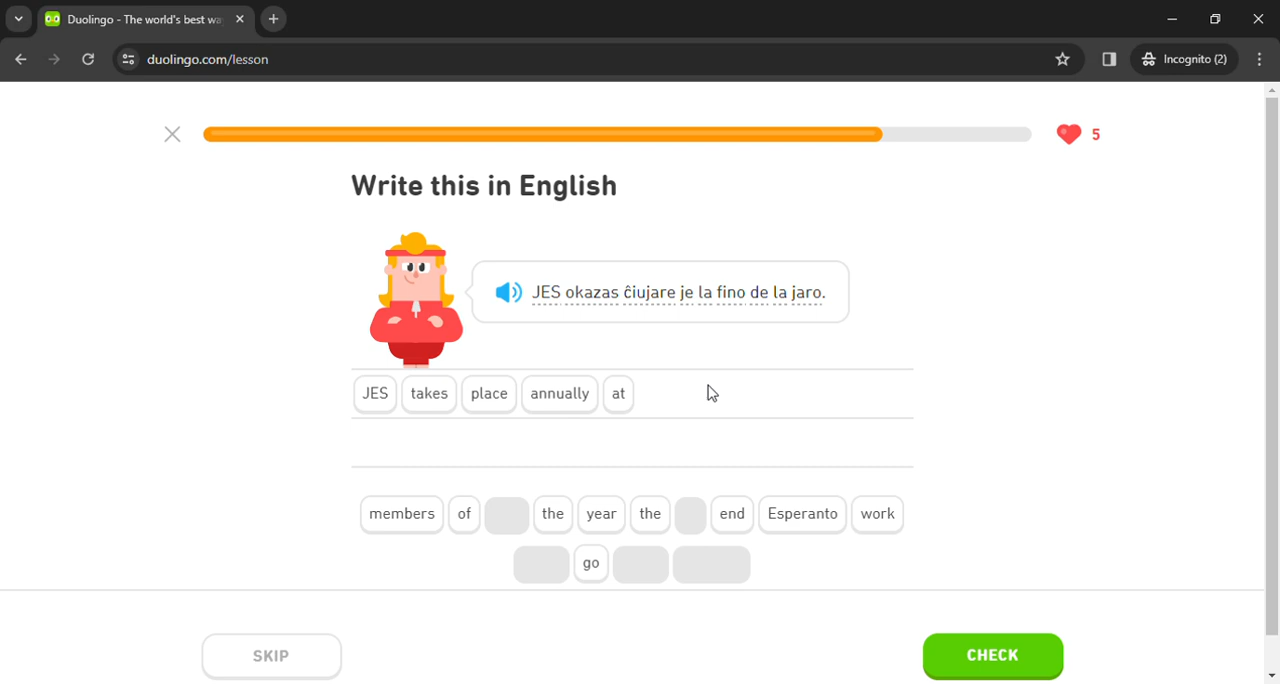 Duolingo - The world's best wa
duolingo.com/lesson
Incognito (2)
5
Write this in English
JES okazas ĉiujare je la fino de la jaro.
JES takes place annually at
members of the year the end Esperanto work
go
SKIP
CHECK